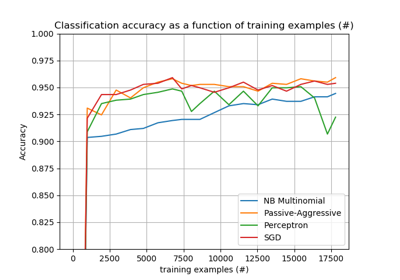 Classification accuracy as a function of training examples (#)
1.000
0.975
0.950
0.925
0.900
0.875
0.850
0.825
0.800
Accuracy
NB Multinomial
Passive-Aggressive
Perceptron
SGD
0 2500 5000 7500 10000 12500 15000 17500
training examples (#)